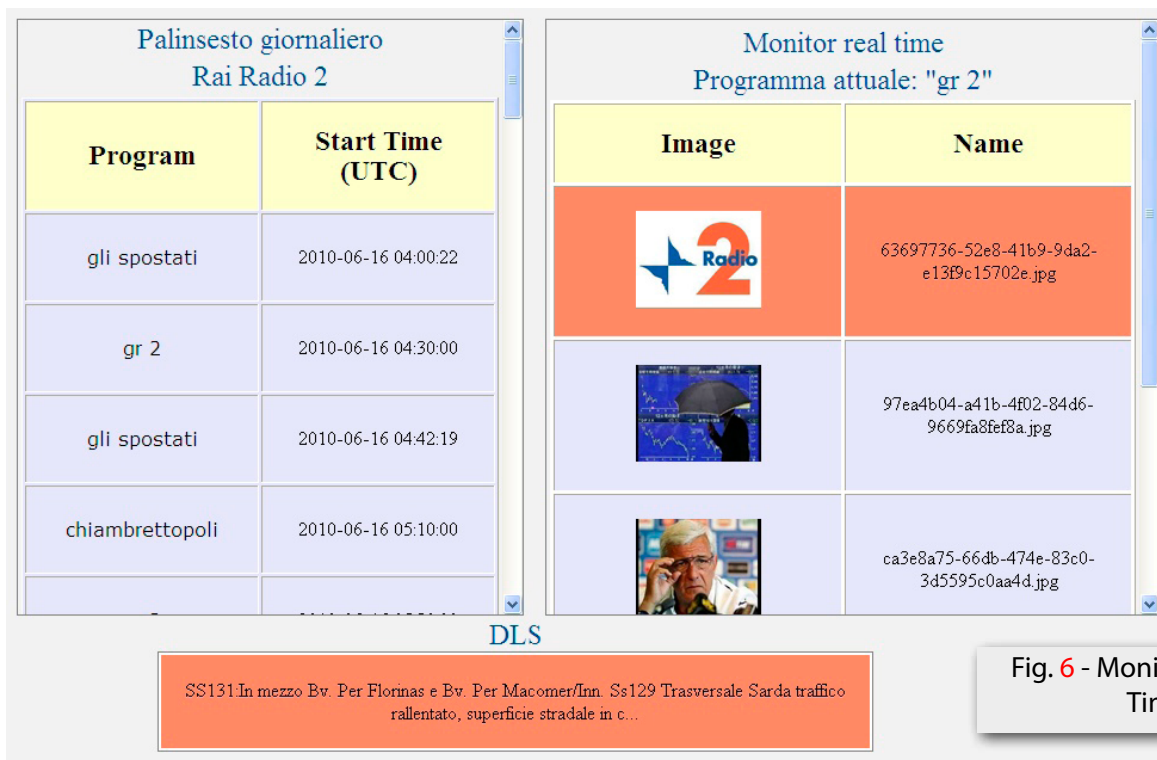 Palinsesto giornaliero
Rai Radio 2
Program
Start Time
(UTC)
gli spostati
2010-06-16 04:00:22
gr 2
2010-06-16 04:30:00
gli spostati
2010-06-16 04:42:19
chiambrettopoli
2010-06-16 05:10:00
Monitor real time
Programma attuale: "gr 2"
Image
Name
Radio 2
63697736-52e8-41b9-9da2-
e13f9c15702e.jpg
97ea4b04-a41b-4f02-84d6-
9669fa8fef8a.jpg
ca3e8a75-66db-474e-83c0-
3d5595c0aa4d.jpg
DLS
SS131:In mezzo Bv. Per Florinas e Bv. Per Macomer/Inn. Ss129 Trasversale Sarda traffico
rallentato, superficie stradale in c...
Fig. 6 -